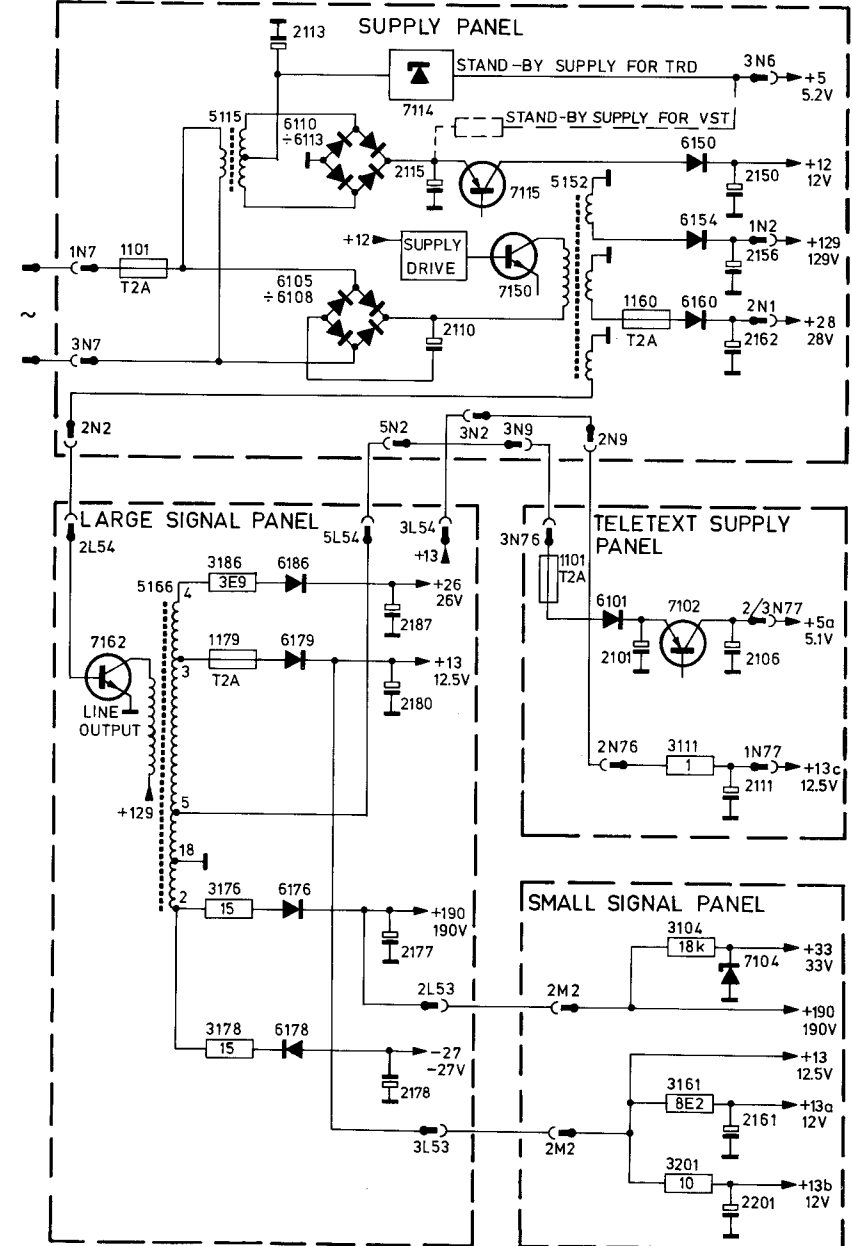 SUPPLY PANEL
2113
STAND-BY SUPPLY FOR TRD
3N6
+5
5.2V
7114
STAND-BY SUPPLY FOR VST
5115
6110
÷6113
2115
7115
5152
6150
+12
12V
2150
+12
SUPPLY
DRIVE
7150
6154
1N2
+129
129V
2156
1N7
1101
T2A
6105
÷6108
2110
1160
T2A
6160
2N1
+28
28V
2162
~
3N7
2N2
5N2
3N2
3N9
2N9
LARGE SIGNAL PANEL
2L54
5L54
3L54
+13
3186
3E9
6186
+26
26V
2187
5166
4
7162
1179
T2A
6179
3
+13
12.5V
2180
LINE
OUTPUT
+129
5
18
2
3176
15
6176
+190
190V
2177
2L53
3178
15
6178
-27
-27V
2178
3L53
TELETEXT SUPPLY
PANEL
3N76
1101
T2A
6101
7102
2/3N77
+5a
5.1V
2101
2106
2N76
3111
1
1N77
+13c
12.5V
2111
SMALL SIGNAL PANEL
3104
18k
7104
+33
33V
2M2
+190
190V
+13
12.5V
3161
8E2
+13a
12V
2161
2M2
3201
10
+13b
12V
2201